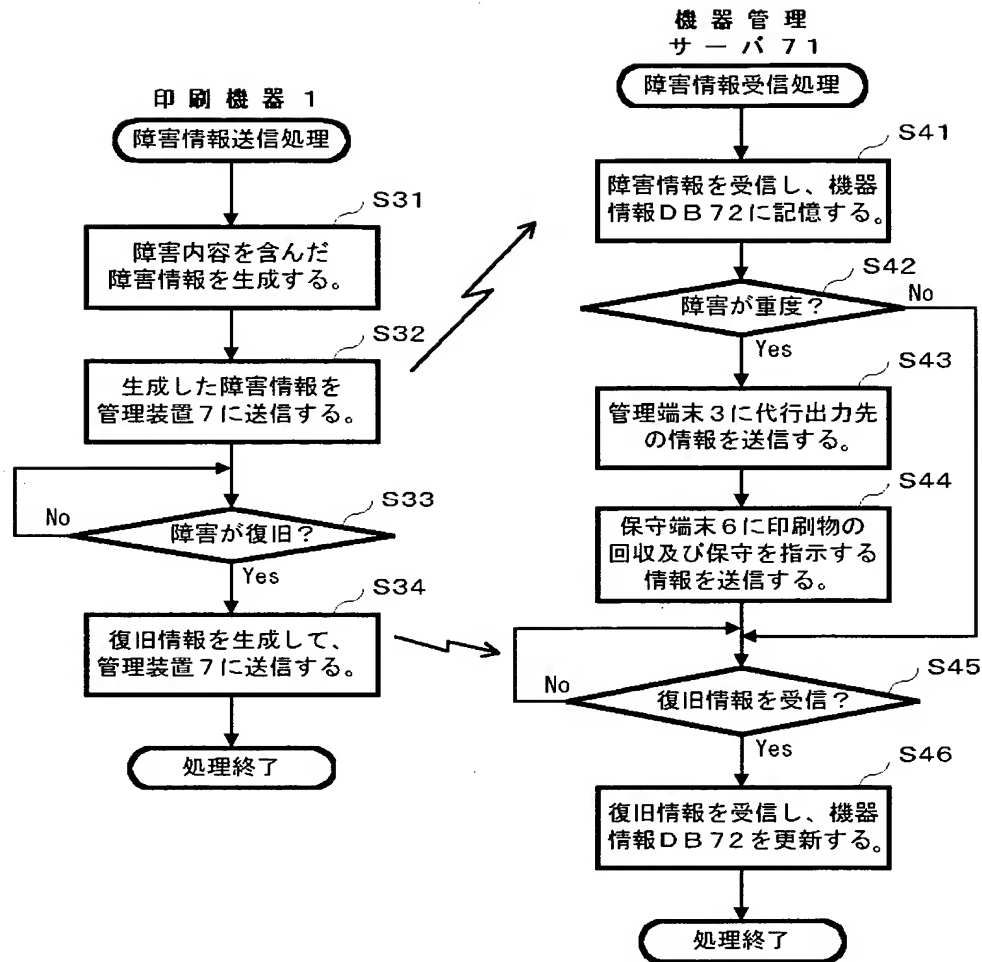 印刷機器1
障害情報送信処理
S31
障害内容を含んだ
障害情報を生成する。
S32
生成した障害情報を
管理装置7に送信する。
S33
No
障害が復旧?
Yes
S34
復旧情報を生成して、
管理装置7に送信する。
処理終了
機器管理
サーバ71
障害情報受信処理
S41
障害情報を受信し、機器
情報DB72に記憶する。
S42
障害が重度?
No
Yes
S43
管理端末3に代行出力先
の情報を送信する。
S44
保守端末6に印刷物の
回収及び保守を指示する
情報を送信する。
S45
No
復旧情報を受信?
Yes
S46
復旧情報を受信し、機器
情報DB72を更新する。
処理終了